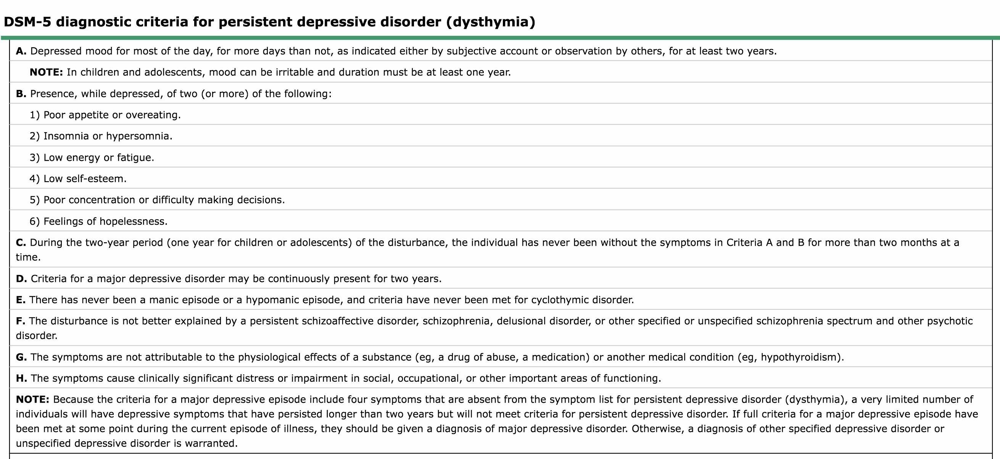 DSM-5 diagnostic criteria for persistent depressive disorder (dysthymia)
A. Depressed mood for most of the day, for more days than not, as indicated either by subjective account or observation by others, for at least two years.
NOTE: In children and adolescents, mood can be irritable and duration must be at least one year.
B. Presence, while depressed, of two (or more) of the following:
1) Poor appetite or overeating.
2) Insomnia or hypersomnia.
3) Low energy or fatigue.
4) Low self-esteem.
5) Poor concentration or difficulty making decisions.
6) Feelings of hopelessness.
C. During the two-year period (one year for children or adolescents) of the disturbance, the individual has never been without the symptoms in Criteria A and B for more than two months at a
time.
D. Criteria for a major depressive disorder may be continuously present for two years.
E. There has never been a manic episode or a hypomanic episode, and criteria have never been met for cyclothymic disorder.
F. The disturbance is not better explained by a persistent schizoaffective disorder, schizophrenia, delusional disorder, or other specified or unspecified schizophrenia spectrum and other psychotic
disorder.
G. The symptoms are not attributable to the physiological effects of a substance (eg, a drug of abuse, a medication) or another medical condition (eg, hypothyroidism).
H. The symptoms cause clinically significant distress or impairment in social, occupational, or other important areas of functioning.
NOTE: Because the criteria for a major depressive episode include four symptoms that are absent from the symptom list for persistent depressive disorder (dysthymia), a very limited number of
individuals will have depressive symptoms that have persisted longer than two years but will not meet criteria for persistent depressive disorder. If full criteria for a major depressive episode have
been met at some point during the current episode of illness, they should be given a diagnosis of major depressive disorder. Otherwise, a diagnosis of other specified depressive disorder or
unspecified depressive disorder is warranted.